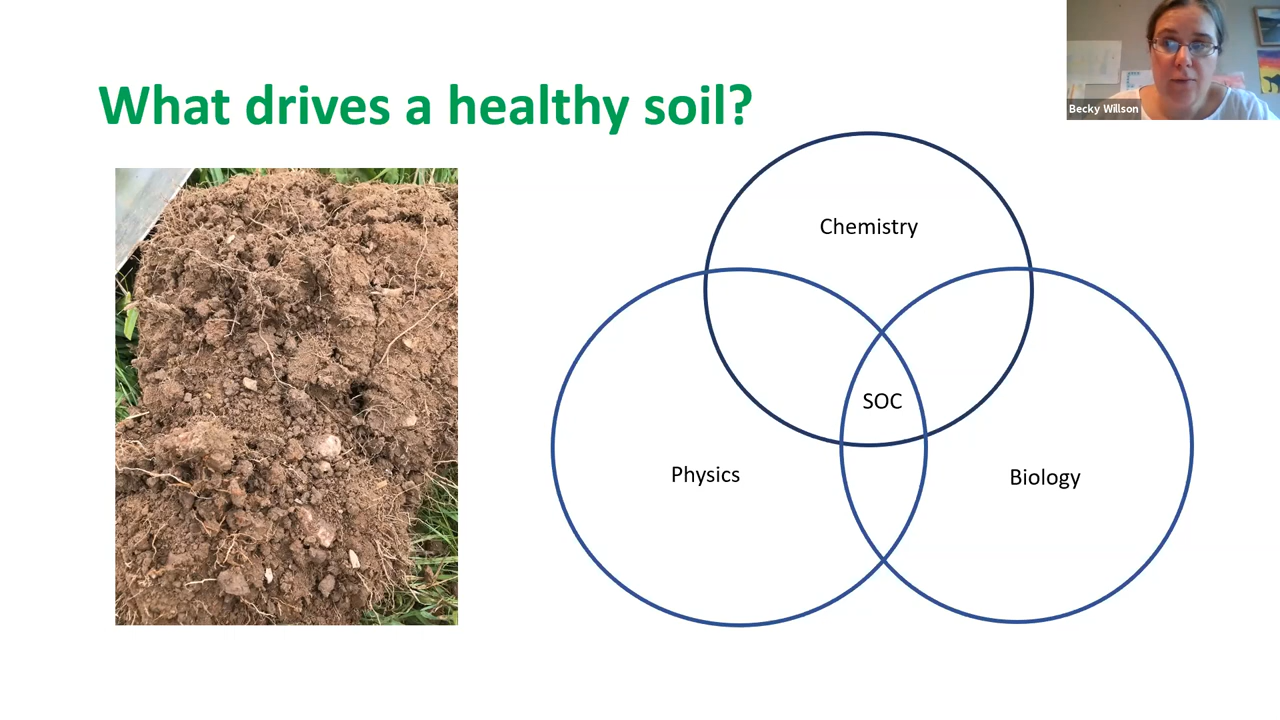 What drives a healthy soil?
Becky Willson
Chemistry
SOC
Physics
Biology